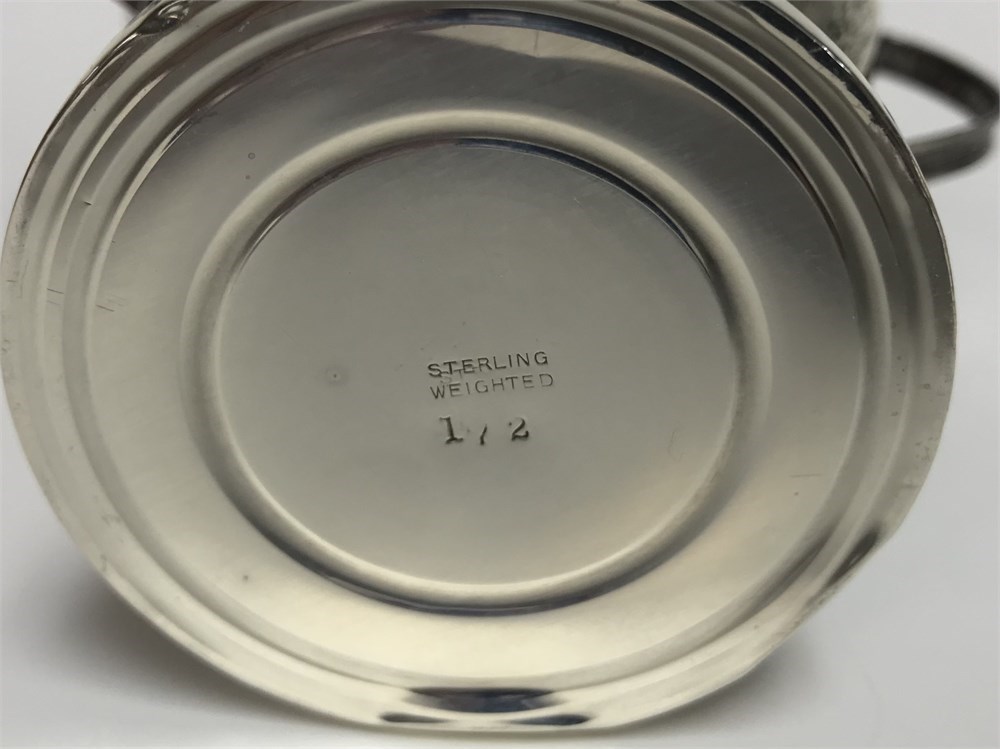 STERLING
WEIGHTED
1 / 2